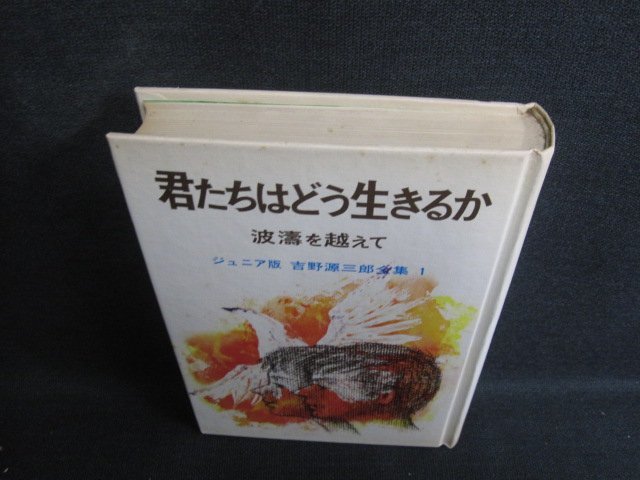 君たちはどう生きるか
波濤を越えて
ジュニア版 吉野源三郎全集 1